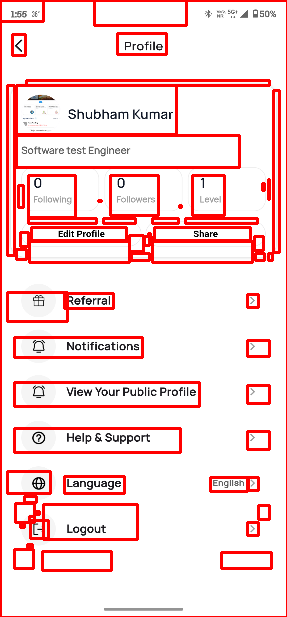 1:55 50%
Profile
Shubham Kumar
Software test Engineer
0 0 1
Following Followers Level
Edit Profile Share
Referral
Notifications
View Your Public Profile
Help & Support
Language English
Logout